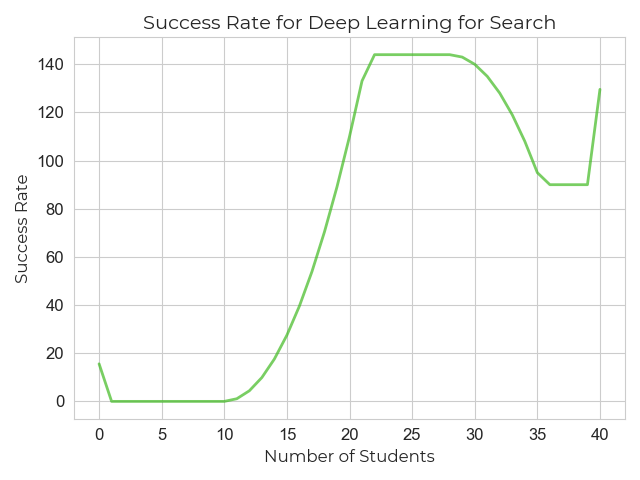 Success Rate for Deep Learning for Search
Success Rate
140
120
100
80
60
40
20
0
0 5 10 15 20 25 30 35 40
Number of Students